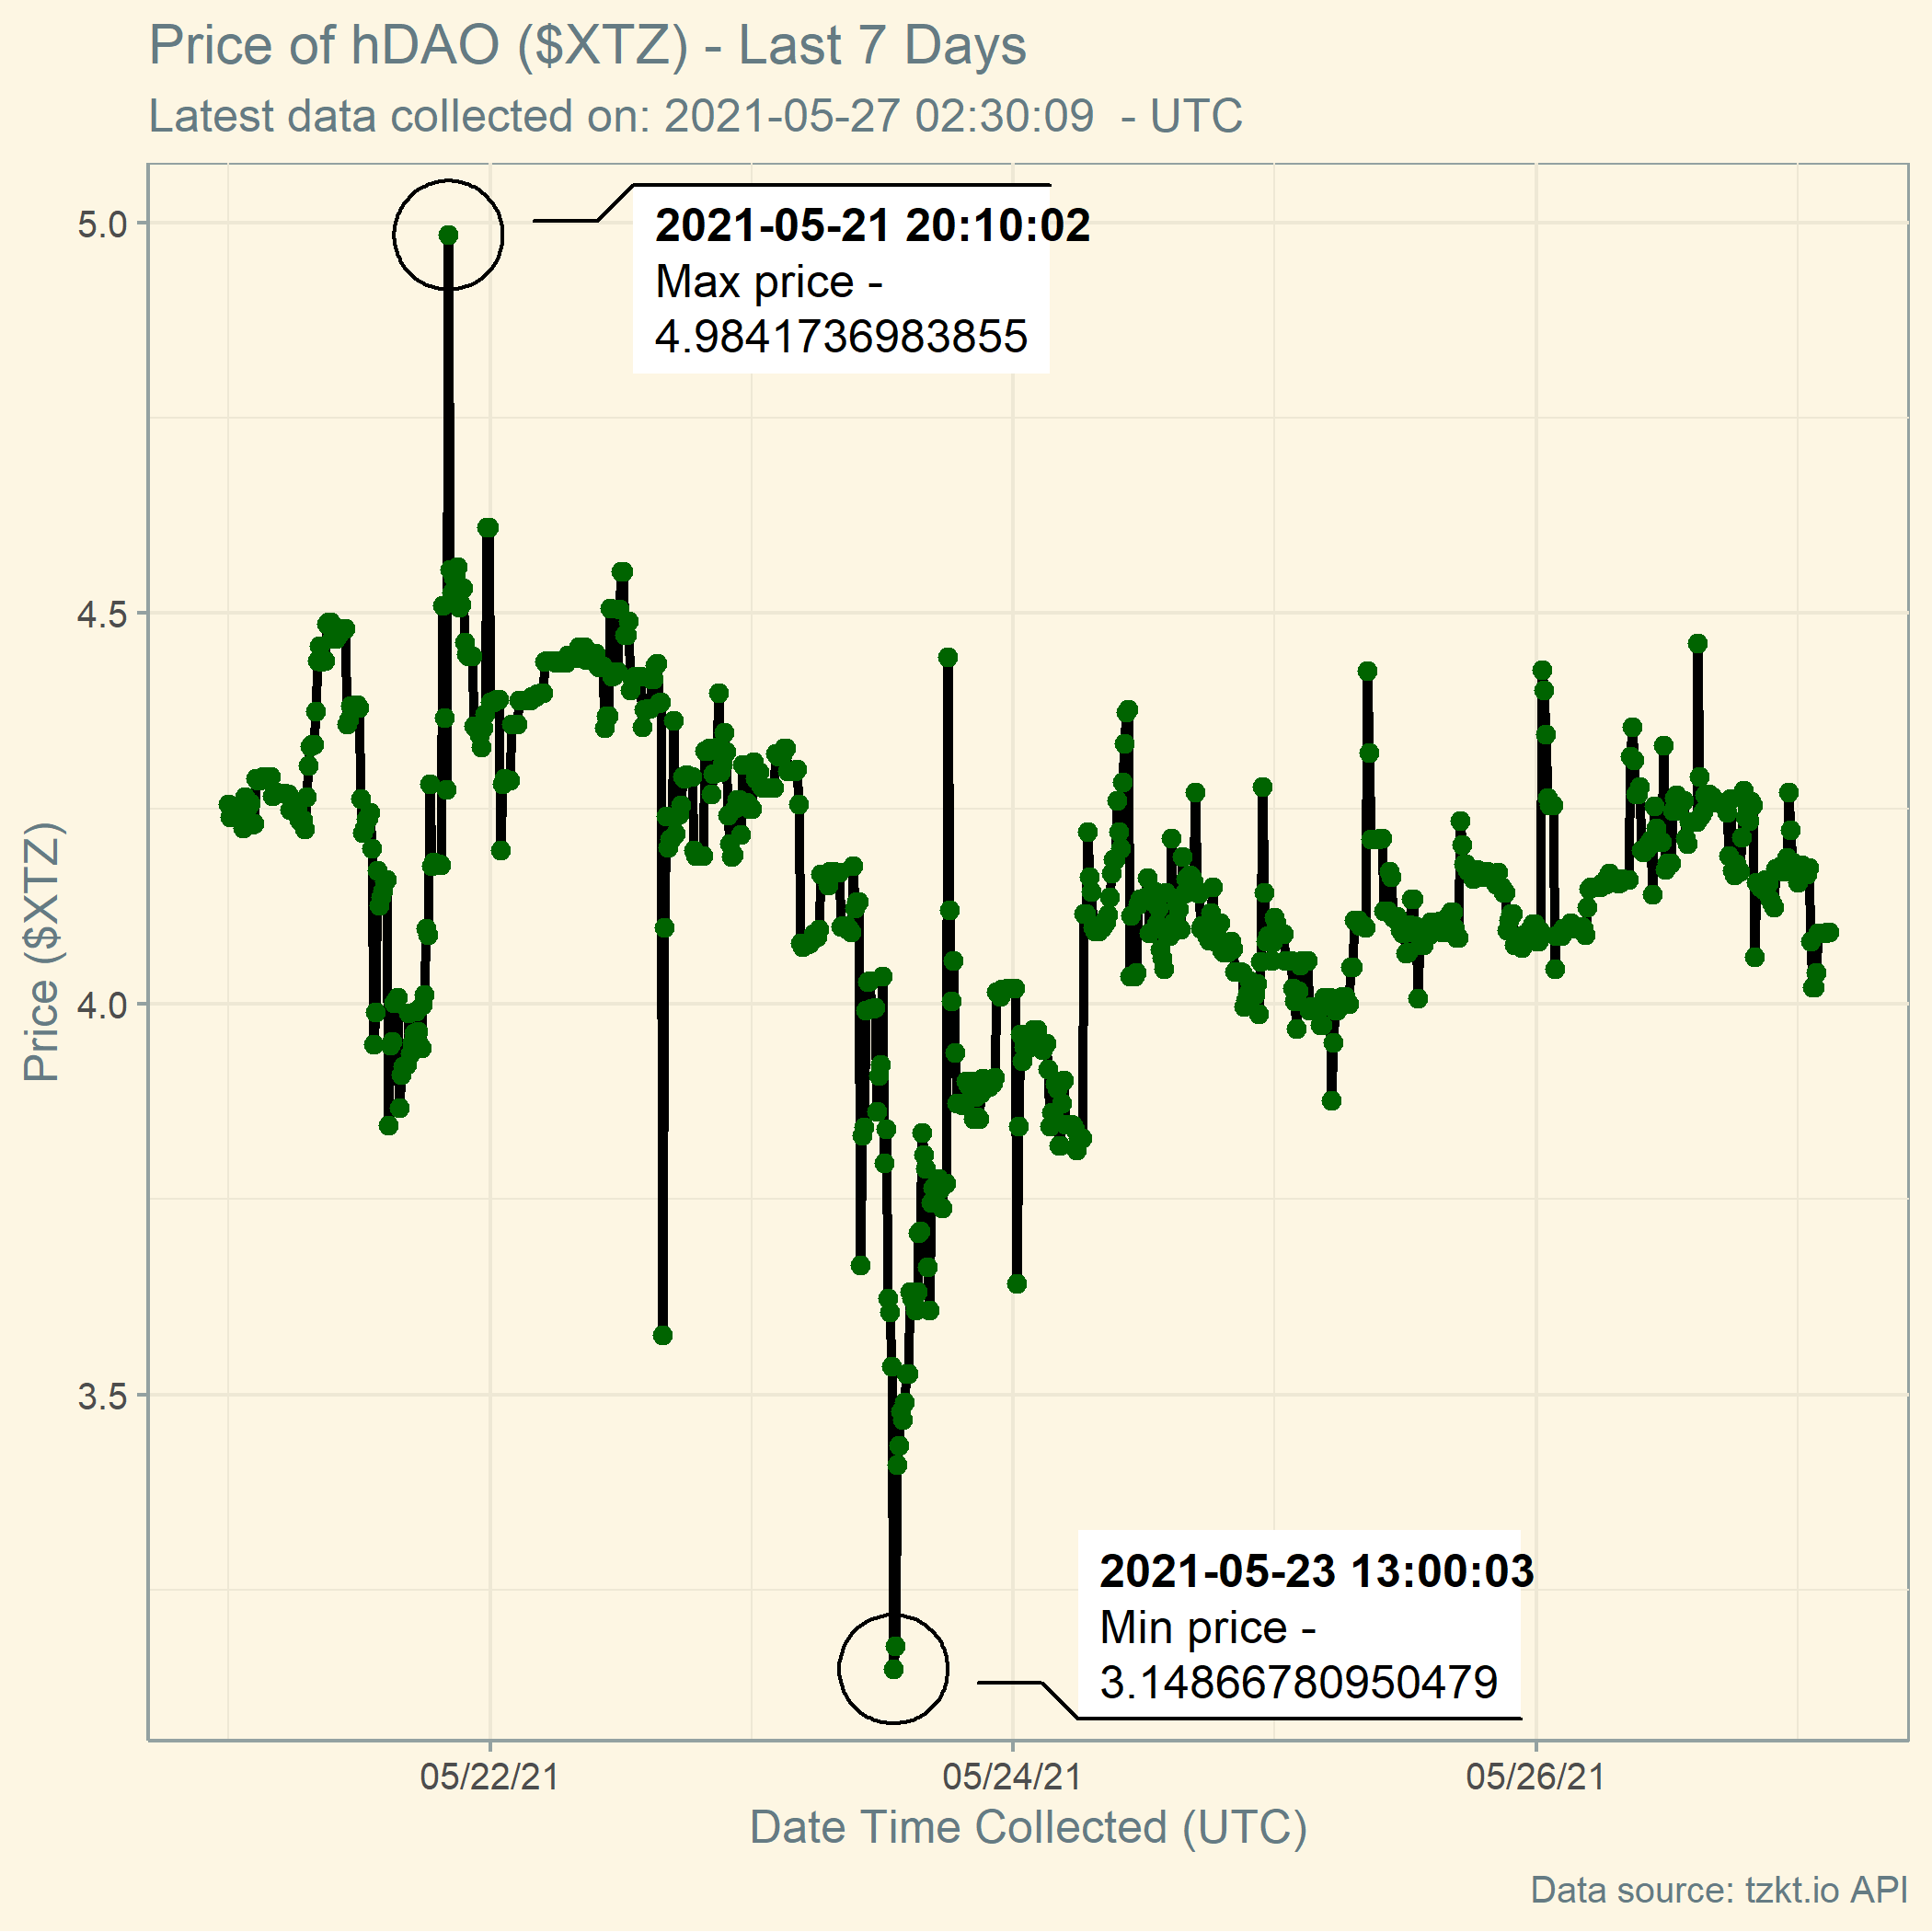 Price of hDAO ($XTZ) - Last 7 Days
Latest data collected on: 2021-05-27 02:30:09  - UTC
5.0
4.5
4.0
3.5
Price ($XTZ)
2021-05-21 20:10:02
Max price -
4.9841736983855
2021-05-23 13:00:03
Min price -
3.14866780950479
05/22/21
05/24/21
05/26/21
Date Time Collected (UTC)
Data source: tzkt.io API